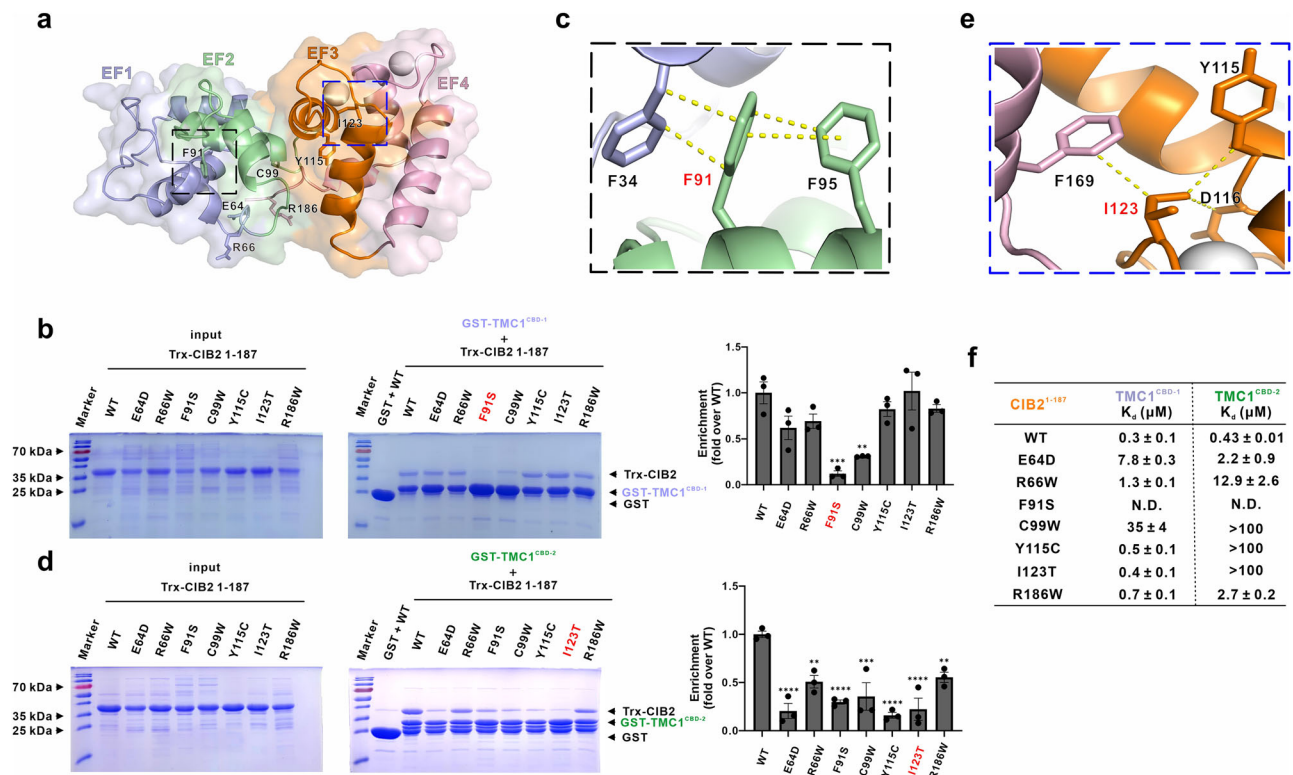 a
EF1
EF2
EF3
EF4
I123
F91
Y115
C99
E64
R186
R66
c
F34
F91
F95
e
Y115
F169
D116
I123
b
input
Trx-CIB2 1-187
Marker
WT
E64D
R66W
F91S
C99W
Y115C
I123T
R186W
70 kDa
35 kDa
25 kDa
GST-TMC1CBD-1
+
Trx-CIB2 1-187
Marker
GST + WT
WT
E64D
R66W
F91S
C99W
Y115C
I123T
R186W
Trx-CIB2
GST-TMC1CBD-1
GST
Enrichment
(fold over WT)
1.5
1.0
0.5
0.0
***
**
WT
E64D
R66W
F91S
C99W
Y115C
I123T
R186W
d
input
Trx-CIB2 1-187
Marker
WT
E64D
R66W
F91S
C99W
Y115C
I123T
R186W
70 kDa
35 kDa
25 kDa
GST-TMC1CBD-2
+
Trx-CIB2 1-187
Marker
GST + WT
WT
E64D
R66W
F91S
C99W
Y115C
I123T
R186W
Trx-CIB2
GST-TMC1CBD-2
GST
Enrichment
(fold over WT)
1.5
1.0
0.5
0.0
****
**
****
***
****
****
**
WT
E64D
R66W
F91S
C99W
Y115C
I123T
R186W
f
CIB21-187 TMC1CBD-1 Kd (μM) TMC1CBD-2 Kd (μM)
WT 0.3 ± 0.1 0.43 ± 0.01
E64D 7.8 ± 0.3 2.2 ± 0.9
R66W 1.3 ± 0.1 12.9 ± 2.6
F91S N.D. N.D.
C99W 35 ± 4 >100
Y115C 0.5 ± 0.1 >100
I123T 0.4 ± 0.1 >100
R186W 0.7 ± 0.1 2.7 ± 0.2